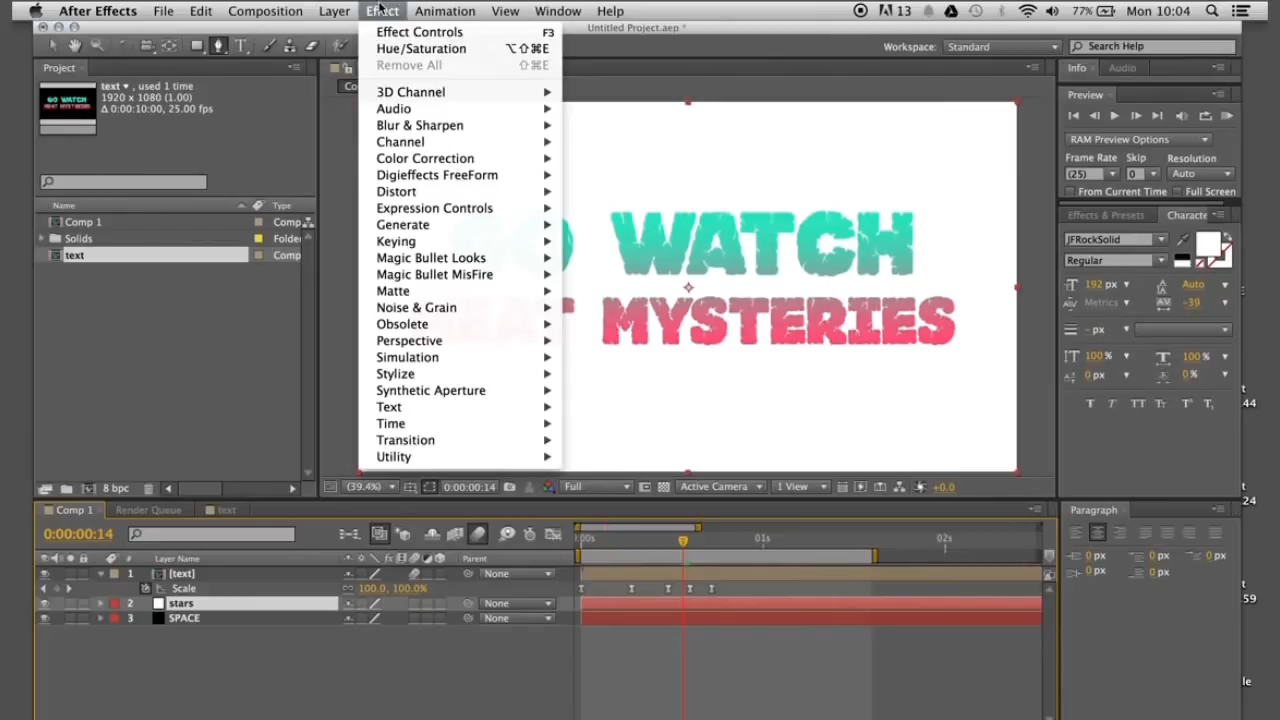 After Effects File Edit Composition Layer Effect Animation View Window Help 13 77% Mon 10:04
Untitled Project.aep *
Workspace: Standard Search Help
Project
text ▾, used 1 time
1920 x 1080 (1.00)
Δ 0:00:10:00, 25.00 fps
Name Type
Comp 1 Comp
Solids Folde
text Comp
8 bpc
Effect Controls F3
Hue/Saturation ⌥⇧⌘E
Remove All ⇧⌘E
3D Channel
Audio
Blur & Sharpen
Channel
Color Correction
Digieffects FreeForm
Distort
Expression Controls
Generate
Keying
Magic Bullet Looks
Magic Bullet MisFire
Matte
Noise & Grain
Obsolete
Perspective
Simulation
Stylize
Synthetic Aperture
Text
Time
Transition
Utility
Co
GO WATCH
MYSTERIES
(39.4%) 0:00:00:14 Full Active Camera 1 View +0.0
Info Audio
Preview
RAM Preview Options
Frame Rate Skip Resolution
(25) 0 Auto
From Current Time Full Screen
Effects & Presets Characte
JFRockSolid
Regular
192 px Auto
Metrics -39
- px
100% 100%
0 px 0%
T T TT Tr T' T,
44
24
59
le
Comp 1 Render Queue text
0:00:00:14
:00s 01s 02s
# Layer Name Parent
1 [text] None
Scale 100.0, 100.0%
2 stars None
3 SPACE None
Paragraph
0 px 0 px 0 px
0 px 0 px